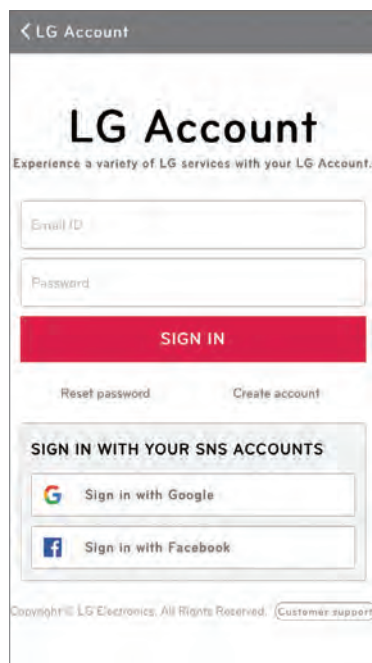 LG Account
LG Account
Experience a variety of LG services with your LG Account.
Email ID
Password
SIGN IN
Reset password Create account
SIGN IN WITH YOUR SNS ACCOUNTS
G Sign in with Google
f Sign in with Facebook
Copyright © LG Electronics. All Rights Reserved. Customer support